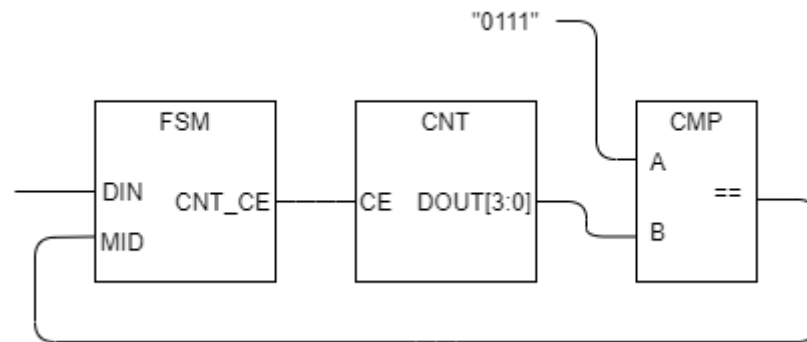 "0111"
FSM
CNT
CMP
DIN
MID
CNT_CE
CE
DOUT[3:0]
A
B
==